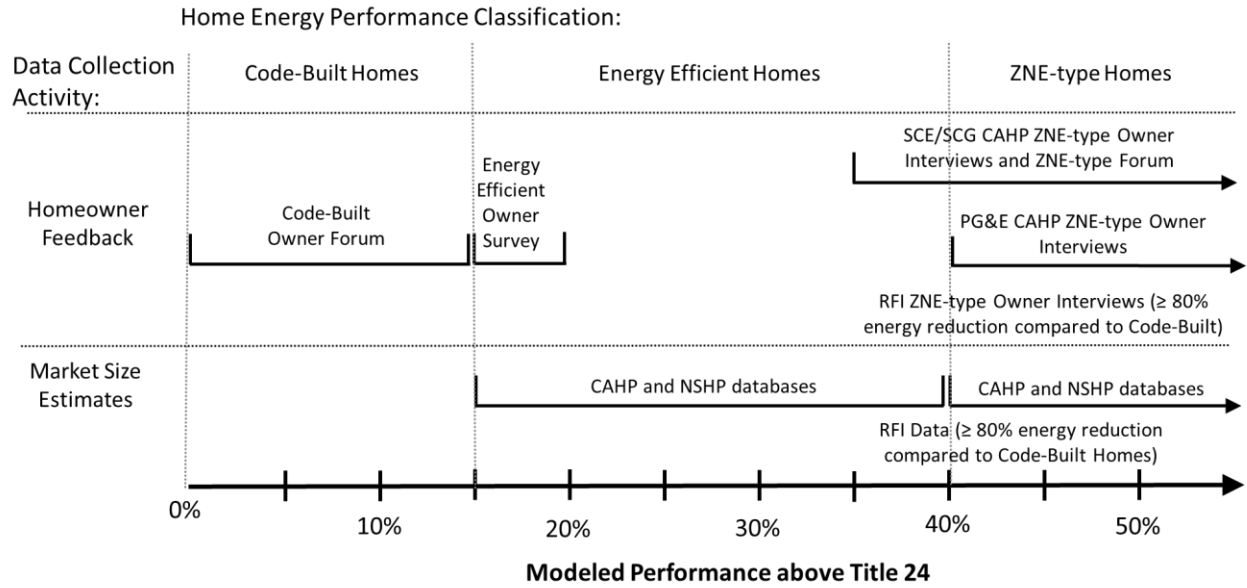 Home Energy Performance Classification:
Data Collection
Activity:
Code-Built Homes
Energy Efficient Homes
ZNE-type Homes
Homeowner
Feedback
Code-Built
Owner Forum
Energy
Efficient
Owner
Survey
SCE/SCG CAHP ZNE-type Owner
Interviews and ZNE-type Forum
PG&E CAHP ZNE-type Owner
Interviews
RFI ZNE-type Owner Interviews (≥ 80%
energy reduction compared to Code-Built)
Market Size
Estimates
CAHP and NSHP databases
CAHP and NSHP databases
RFI Data (≥ 80% energy reduction
compared to Code-Built Homes)
0%
10%
20%
30%
40%
50%
Modeled Performance above Title 24